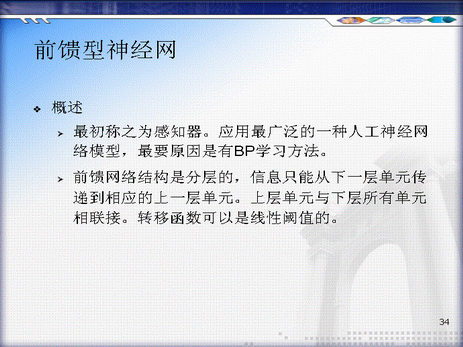 前馈型神经网
概述
最初称之为感知器。应用最广泛的一种人工神经网
络模型，最要原因是有BP学习方法。
前馈网络结构是分层的，信息只能从下一层单元传
递到相应的上一层单元。上层单元与下层所有单元
相联接。转移函数可以是线性阈值的。
34